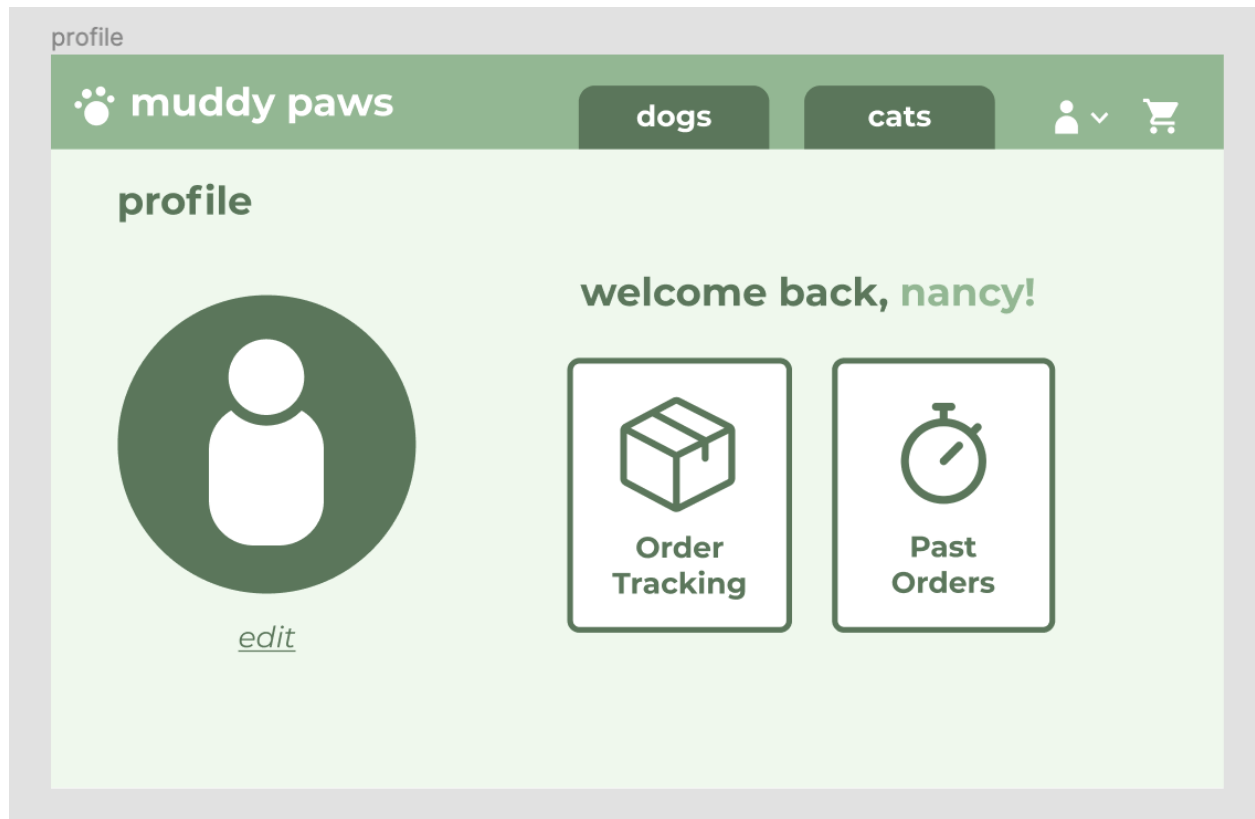 profile
muddy paws
dogs
cats
profile
welcome back, nancy!
Order
Tracking
Past
Orders
edit